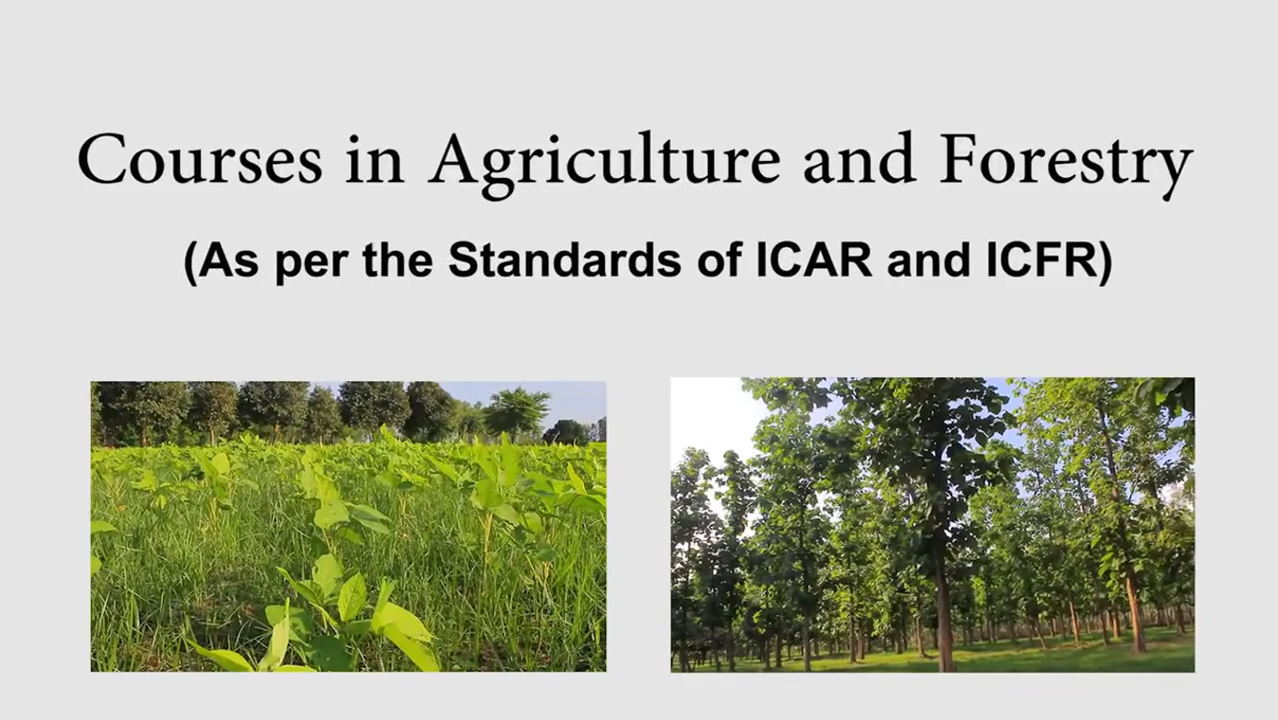 Courses in Agriculture and Forestry
(As per the Standards of ICAR and ICFR)